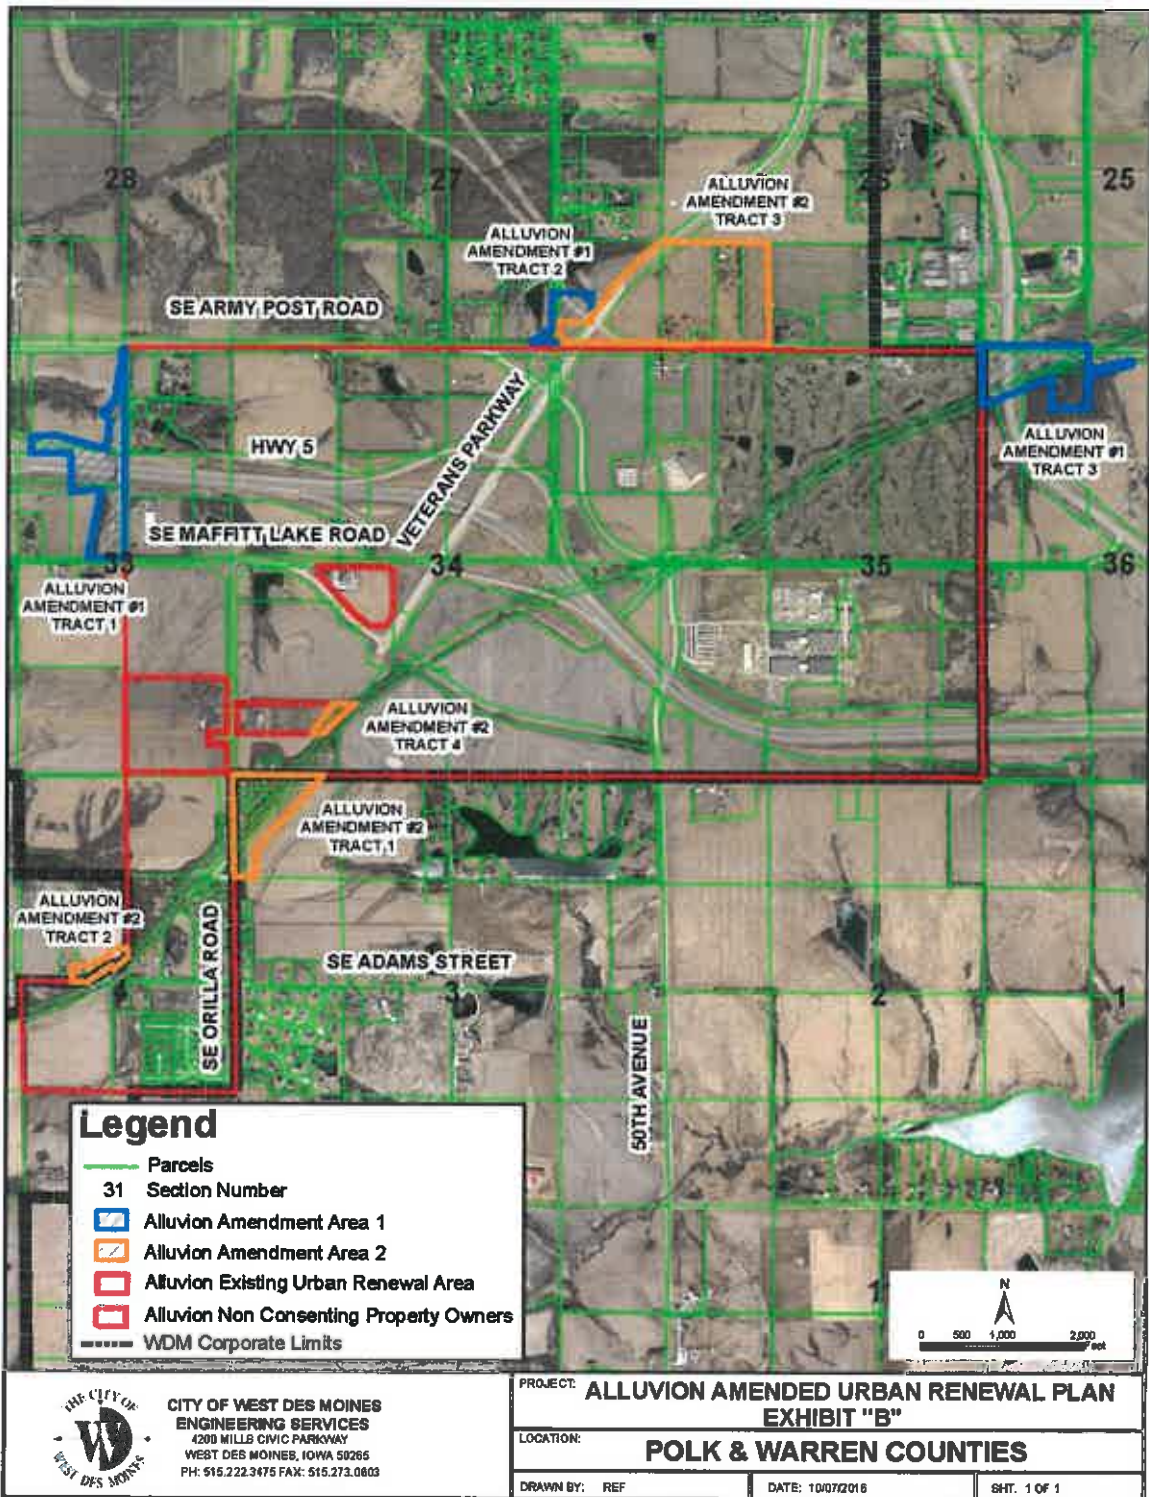 28
27
26
25
ALLUVION
AMENDMENT #2
TRACT 3
ALLUVION
AMENDMENT #1
TRACT 2
SE ARMY POST ROAD
HWY 5
VETERANS PARKWAY
ALLUVION
AMENDMENT #1
TRACT 3
SE MAFFITT LAKE ROAD
33
34
35
36
ALLUVION
AMENDMENT #1
TRACT 1
ALLUVION
AMENDMENT #2
TRACT 4
ALLUVION
AMENDMENT #2
TRACT 1
ALLUVION
AMENDMENT #2
TRACT 2
SE ORILLA ROAD
SE ADAMS STREET
3
2
1
50TH AVENUE
Legend
Parcels
31 Section Number
Alluvion Amendment Area 1
Alluvion Amendment Area 2
Alluvion Existing Urban Renewal Area
Alluvion Non Consenting Property Owners
WDM Corporate Limits
N
0 500 1,000 2,000
Feet
THE CITY OF
W
WEST DES MOINES
CITY OF WEST DES MOINES
ENGINEERING SERVICES
4200 MILLS CIVIC PARKWAY
WEST DES MOINES, IOWA 50265
PH: 515.222.3475 FAX: 515.273.0603
PROJECT: ALLUVION AMENDED URBAN RENEWAL PLAN
EXHIBIT "B"
LOCATION: POLK & WARREN COUNTIES
DRAWN BY: REF
DATE: 10/07/2016
SHT. 1 OF 1